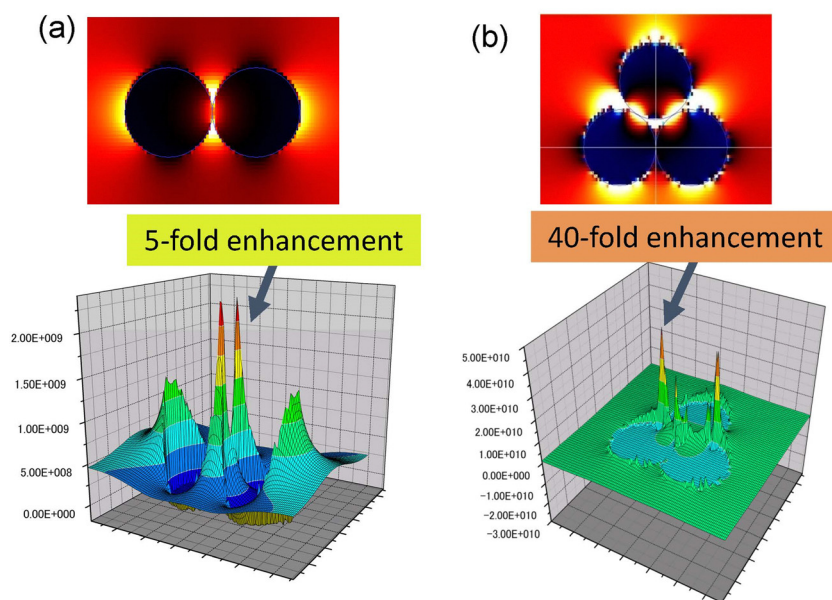 (a)
(b)
5-fold enhancement
40-fold enhancement
2.00E+009
1.50E+009
1.00E+009
5.00E+008
0.00E+000
5.00E+010
4.00E+010
3.00E+010
2.00E+010
1.00E+010
0.00E+000
-1.00E+010
-2.00E+010
-3.00E+010